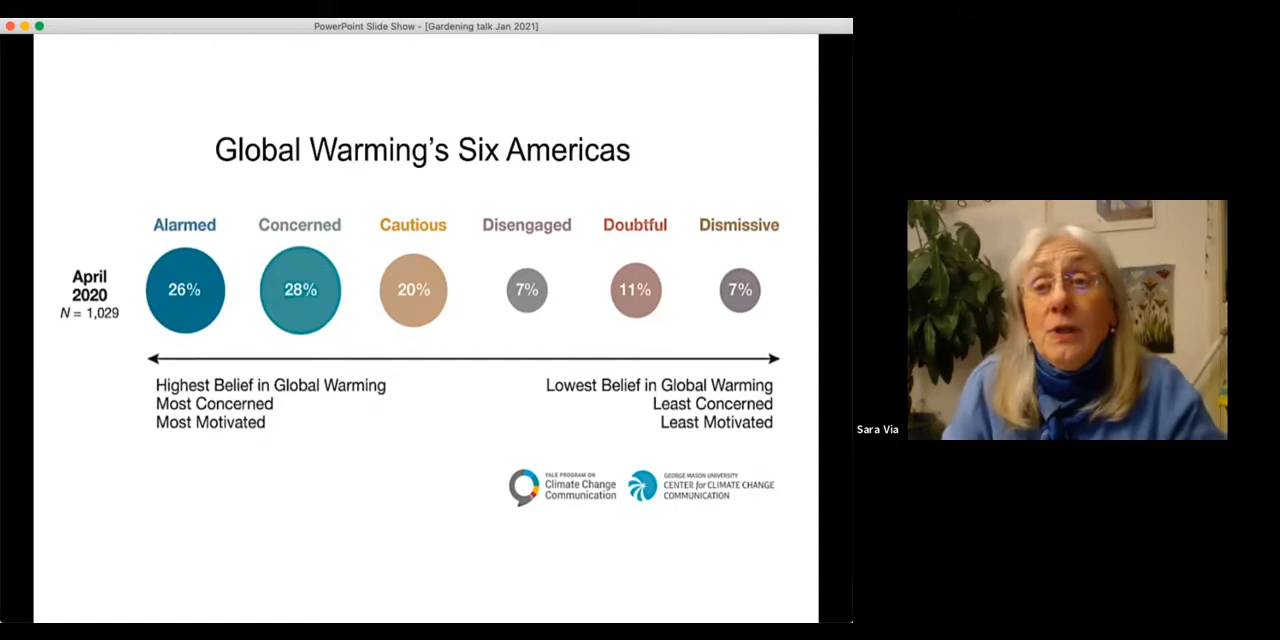 PowerPoint Slide Show - [Gardening talk Jan 2021]
Global Warming's Six Americas
Alarmed
Concerned
Cautious
Disengaged
Doubtful
Dismissive
April
2020
N = 1,029
26%
28%
20%
7%
11%
7%
Highest Belief in Global Warming
Most Concerned
Most Motivated
Lowest Belief in Global Warming
Least Concerned
Least Motivated
YALE PROGRAM ON
Climate Change
Communication
GEORGE MASON UNIVERSITY
CENTER for CLIMATE CHANGE
COMMUNICATION
Sara Via